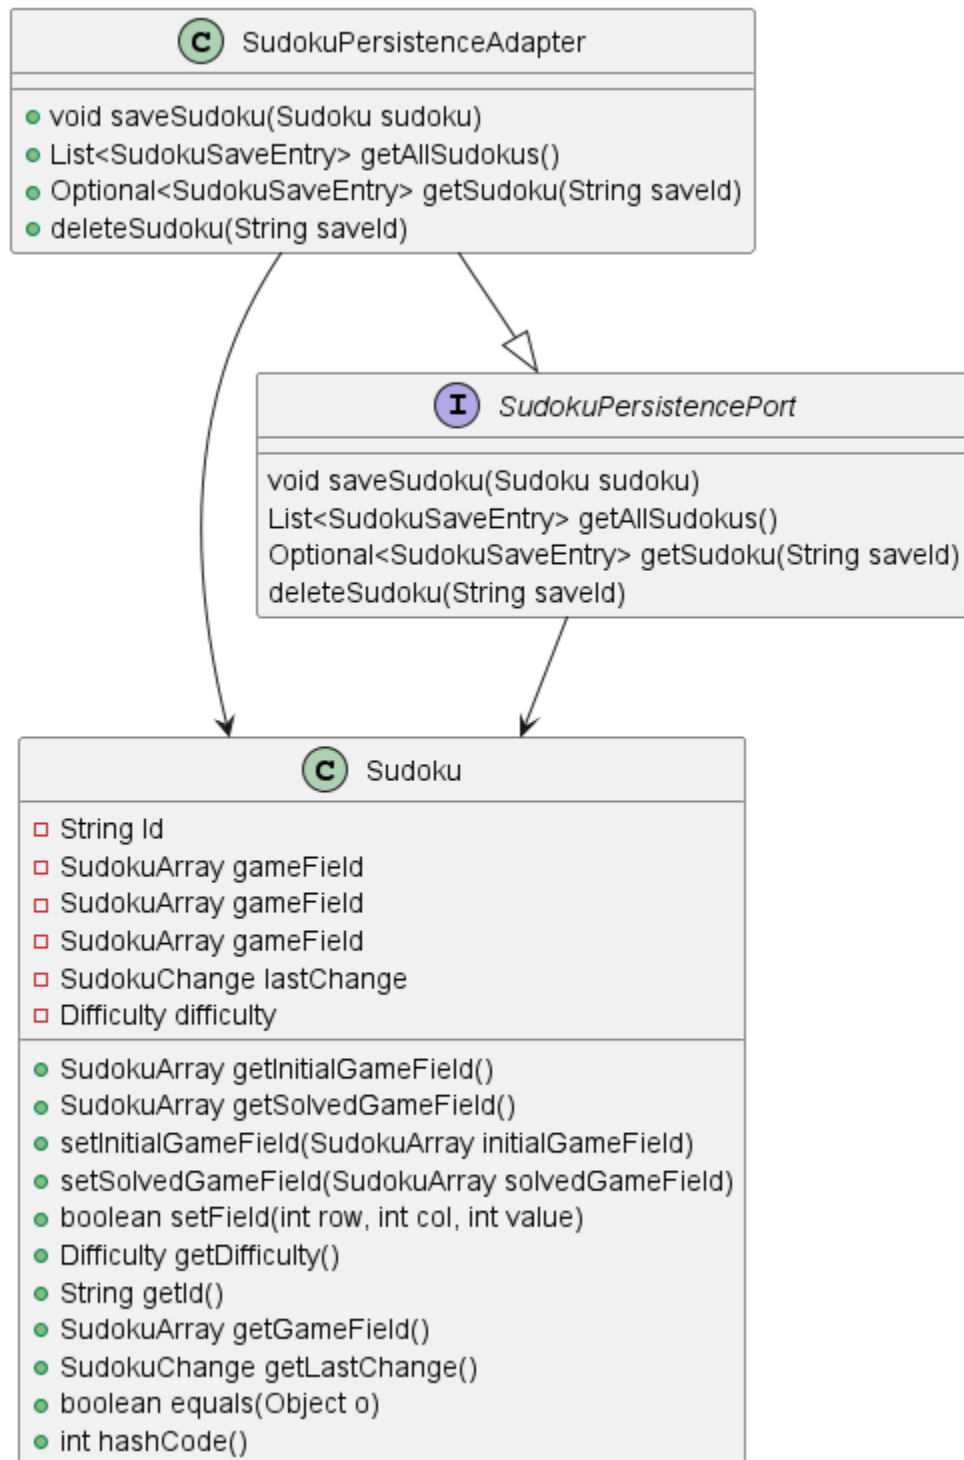 C SudokuPersistenceAdapter
void saveSudoku(Sudoku sudoku)
List<SudokuSaveEntry> getAllSudokus()
Optional<SudokuSaveEntry> getSudoku(String saveId)
deleteSudoku(String saveId)
I SudokuPersistencePort
void saveSudoku(Sudoku sudoku)
List<SudokuSaveEntry> getAllSudokus()
Optional<SudokuSaveEntry> getSudoku(String saveId)
deleteSudoku(String saveId)
C Sudoku
String Id
SudokuArray gameField
SudokuArray gameField
SudokuArray gameField
SudokuChange lastChange
Difficulty difficulty
SudokuArray getInitialGameField()
SudokuArray getSolvedGameField()
setInitialGameField(SudokuArray initialGameField)
setSolvedGameField(SudokuArray solvedGameField)
boolean setField(int row, int col, int value)
Difficulty getDifficulty()
String getId()
SudokuArray getGameField()
SudokuChange getLastChange()
boolean equals(Object o)
int hashCode()